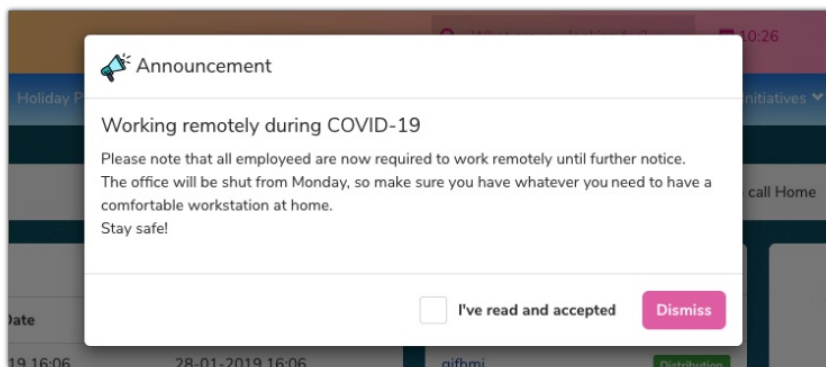 10:26
Announcement
Holiday P
Initiatives
Working remotely during COVID-19
Please note that all employeed are now required to work remotely until further notice.
The office will be shut from Monday, so make sure you have whatever you need to have a
comfortable workstation at home.
Stay safe!
call Home
I've read and accepted Dismiss
Date
19 16:06 28-01-2019 16:06 gifhmj Distribution